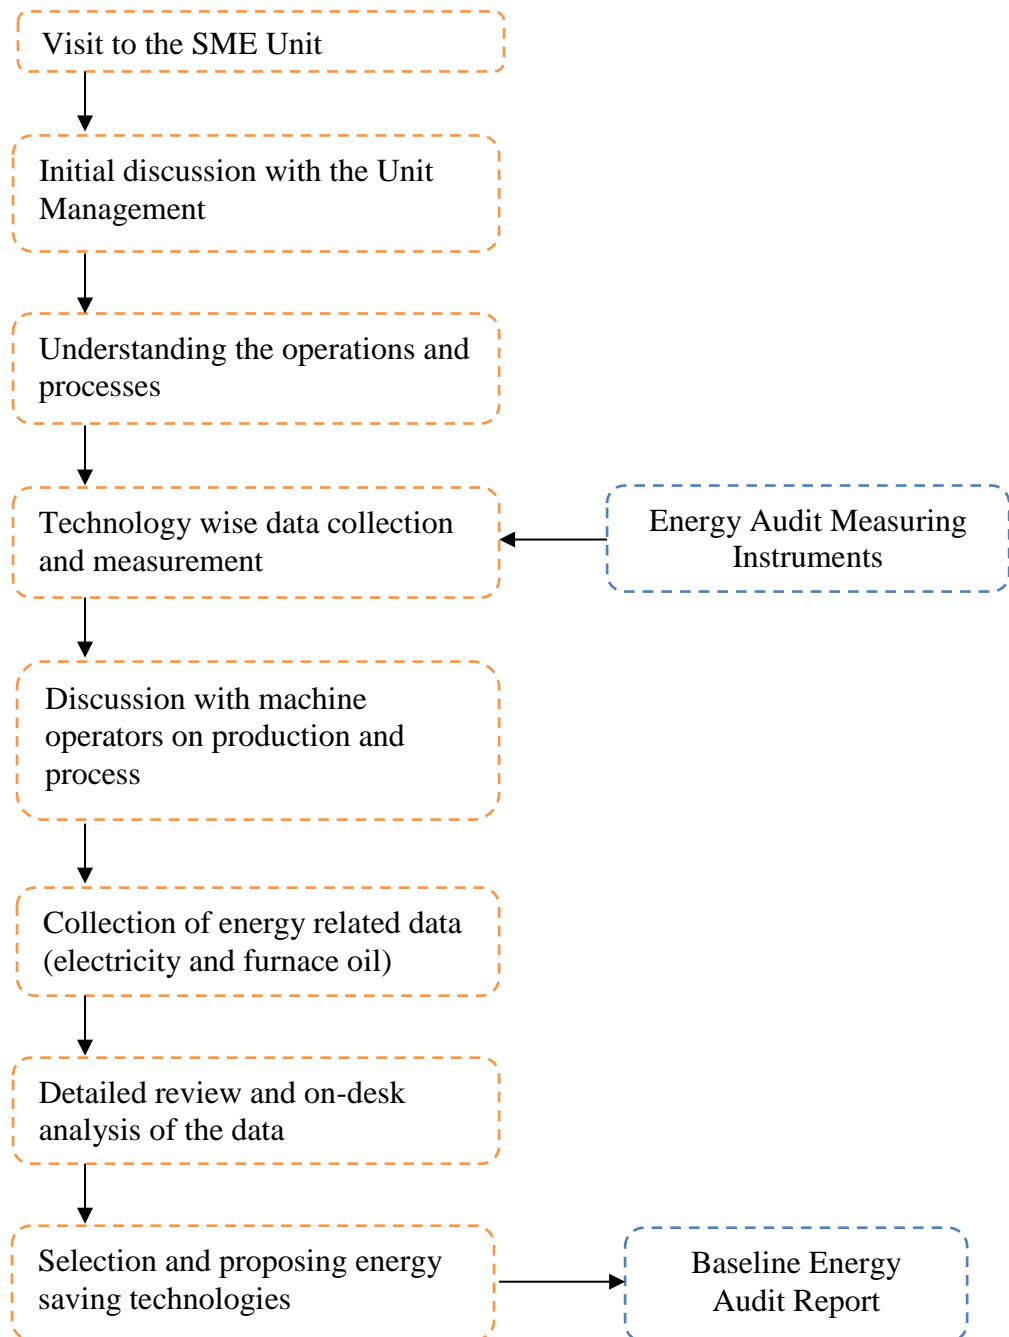 Visit to the SME Unit
Initial discussion with the Unit
Management
Understanding the operations and
processes
Technology wise data collection
and measurement
Energy Audit Measuring
Instruments
Discussion with machine
operators on production and
process
Collection of energy related data
(electricity and furnace oil)
Detailed review and on-desk
analysis of the data
Selection and proposing energy
saving technologies
Baseline Energy
Audit Report